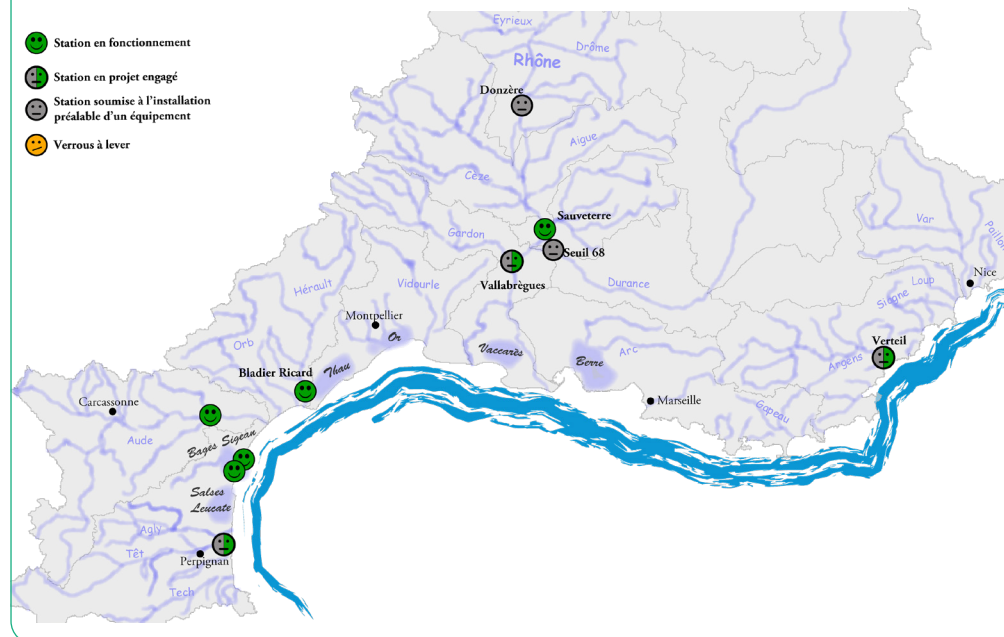 Station en fonctionnement
Station en projet engagé
Station soumise à l'installation
préalable d'un équipement
Verrous à lever
Eyrieux
Drôme
Rhône
Donzère
Aigue
Cèze
Sauveterre
Gardon
Seuil 68
Vallabrègues
Durance
Var
Paillon
Nice
Loup
Siagne
Hérault
Vidourle
Montpellier
Or
Orb
Vaccarès
Berre
Arc
Verteil
Argens
Bladier Ricard
Thau
Carcassonne
Marseille
Gapeau
Aude
Bages Sigean
Salses
Leucate
Agly
Têt
Perpignan
Tech